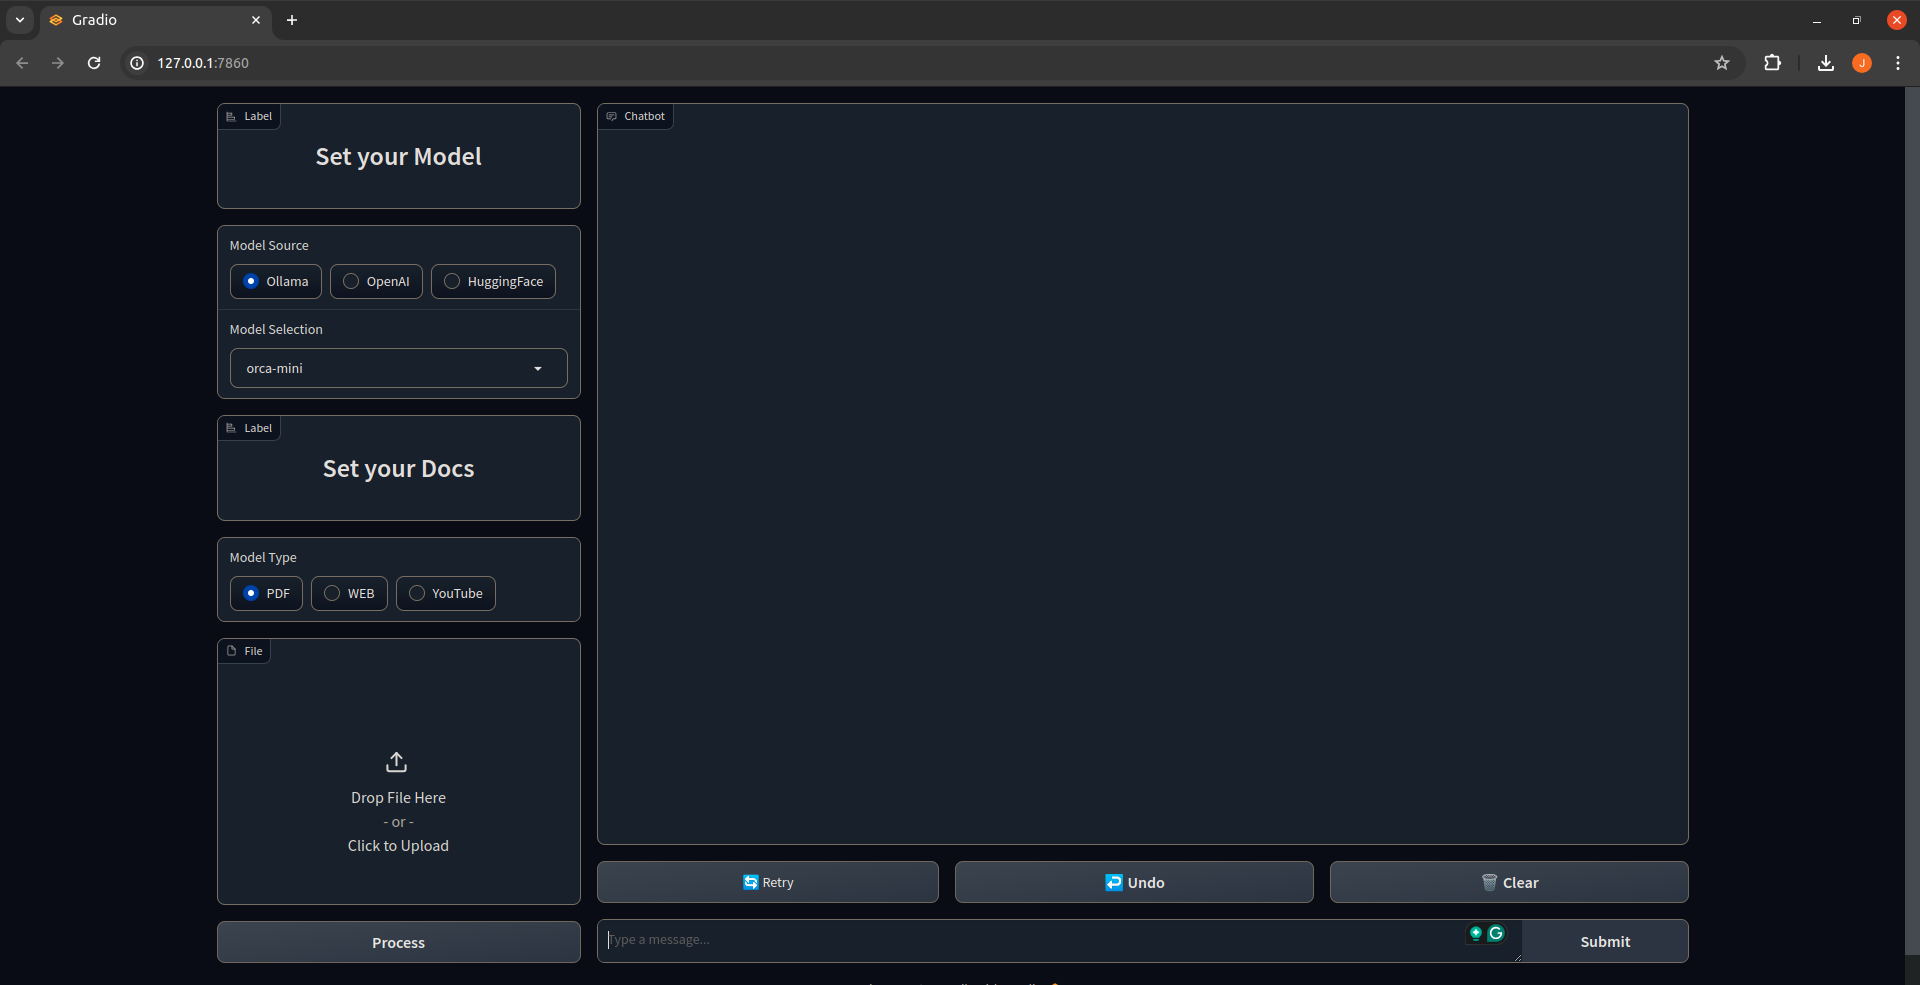 Gradio
127.0.0.1:7860
Label
Set your Model
Model Source
Ollama OpenAI HuggingFace
Model Selection
orca-mini
Label
Set your Docs
Model Type
PDF WEB YouTube
File
Drop File Here
- or -
Click to Upload
Process
Chatbot
Retry Undo Clear
Type a message...
Submit
J